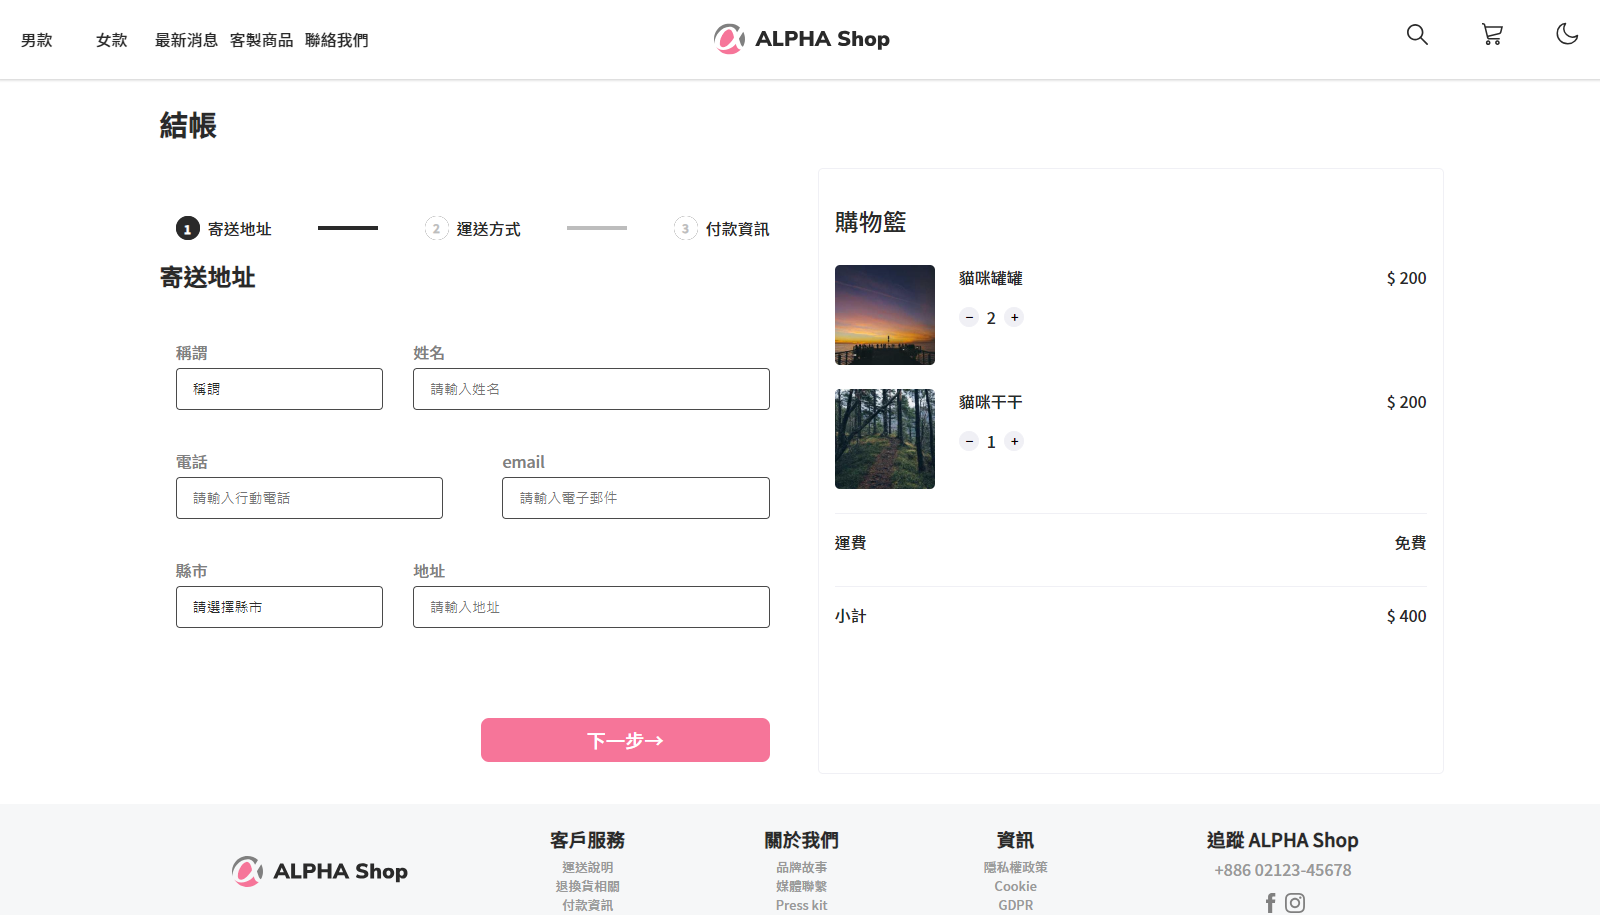 男款 女款 最新消息 客製商品 聯絡我們
ALPHA Shop
結帳
1 寄送地址
2 運送方式
3 付款資訊
寄送地址
稱謂
稱謂
姓名
請輸入姓名
電話
請輸入行動電話
email
請輸入電子郵件
縣市
請選擇縣市
地址
請輸入地址
下一步→
購物籃
貓咪罐罐 $ 200
− 2 +
貓咪干干 $ 200
− 1 +
運費 免費
小計 $ 400
ALPHA Shop
客戶服務
運送說明
退換貨相關
付款資訊
關於我們
品牌故事
媒體聯繫
Press kit
資訊
隱私權政策
Cookie
GDPR
追蹤 ALPHA Shop
+886 02123-45678